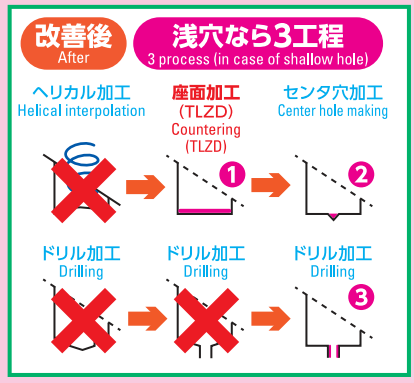 改善後
After
浅穴なら3工程
3 process (in case of shallow hole)
ヘリカル加工
Helical interpolation
座面加工
(TLZD)
Countering
(TLZD)
センタ穴加工
Center hole making
1
2
ドリル加工
Drilling
ドリル加工
Drilling
ドリル加工
Drilling
3